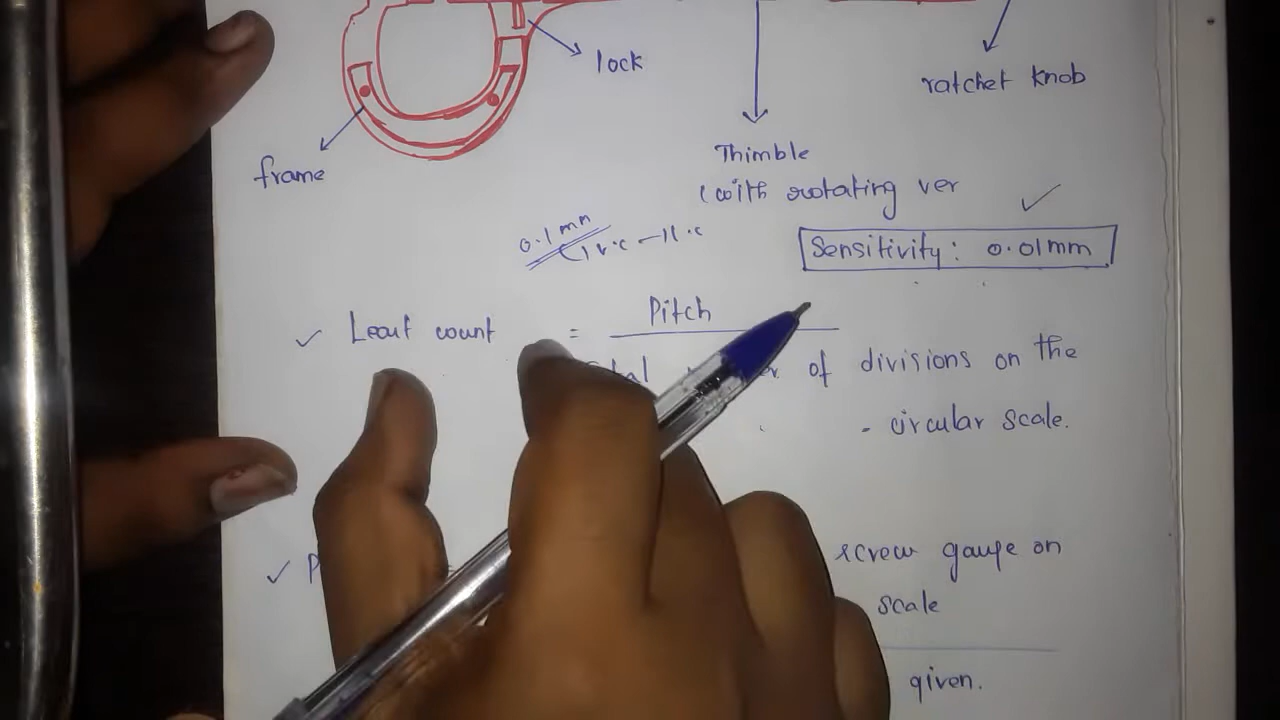 lock
ratchet knob
frame
Thimble
(with rotating ver
0.1mm
(1 v.c
Sensitivity: 0.01mm
Least count = Pitch
of divisions on the
- circular scale.
screw gauge on
scale
given.